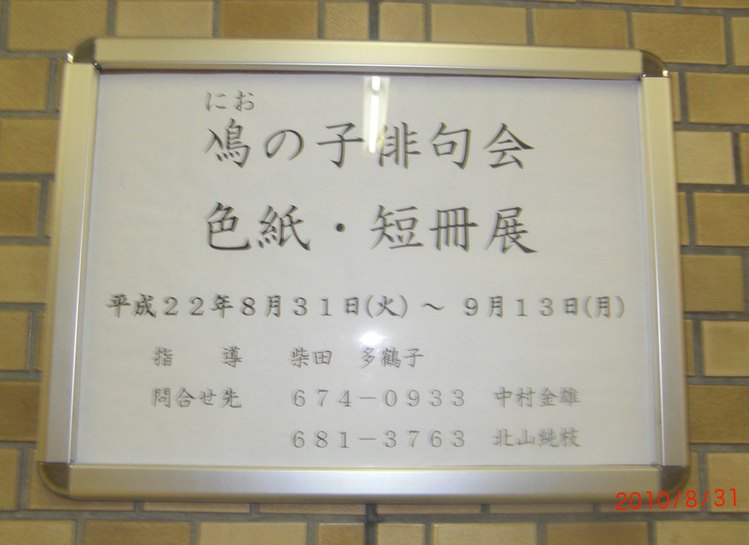 にお
鳰の子俳句会
色紙・短冊展
平成22年8月31日(火) ～ 9月13日(月)
指　導　柴田　多鶴子
問合せ先　674－0933　中村金雄
681－3763　北山純枝
2010/8/31